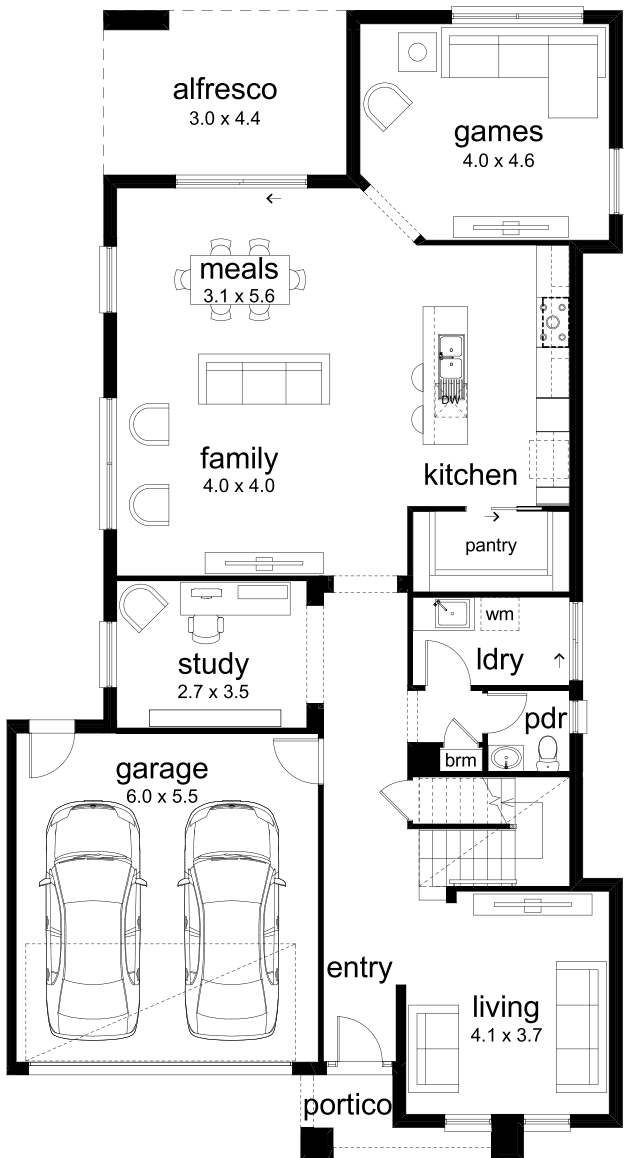 alfresco
3.0 x 4.4
games
4.0 x 4.6
meals
3.1 x 5.6
DW
family
4.0 x 4.0
kitchen
pantry
wm
ldry
study
2.7 x 3.5
pdr
brm
garage
6.0 x 5.5
entry
living
4.1 x 3.7
portico